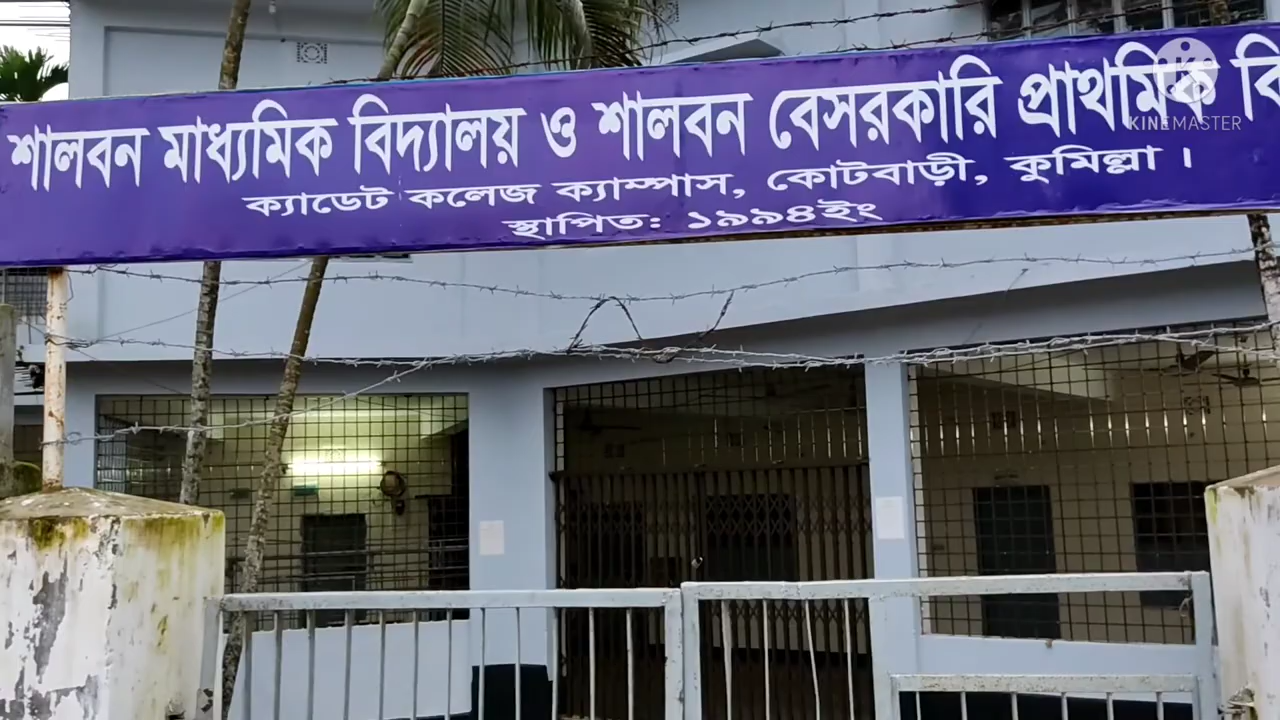 শালবন মাধ্যমিক বিদ্যালয় ও শালবন বেসরকারি প্রাথমিক বি
ক্যাডেট কলেজ ক্যাম্পাস, কোটবাড়ী, কুমিল্লা ।
স্থাপিত: ১৯৯৪ইং
KINEMASTER